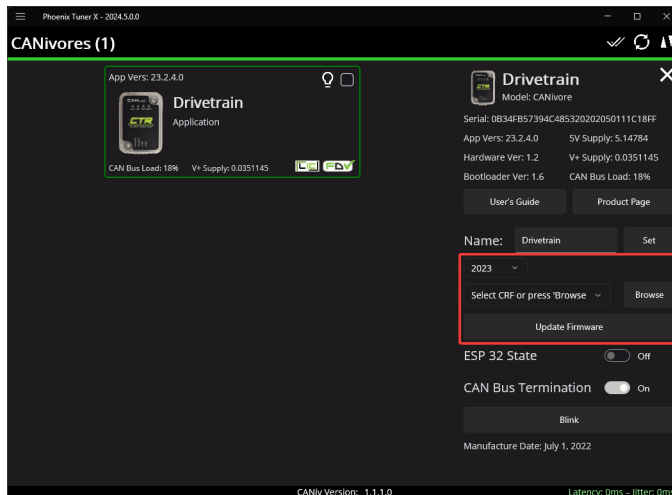 Phoenix Tuner X - 2024.5.0.0
CANivores (1)
App Vers: 23.2.4.0
Drivetrain
Application
CTR
CAN Bus Load: 18% V+ Supply: 0.0351145
LIC FDV
Drivetrain
Model: CANivore
Serial: 0B34FB57394C485320202050111C18FF
App Vers: 23.2.4.0 5V Supply: 5.14784
Hardware Ver: 1.2 V+ Supply: 0.0351145
Bootloader Ver: 1.6 CAN Bus Load: 18%
User's Guide Product Page
Name: Drivetrain Set
2023
Select CRF or press 'Browse Browse
Update Firmware
ESP 32 State Off
CAN Bus Termination On
Blink
Manufacture Date: July 1, 2022
CANiv Version: 1.1.1.0 Latency: 0ms – Jitter: 0ms